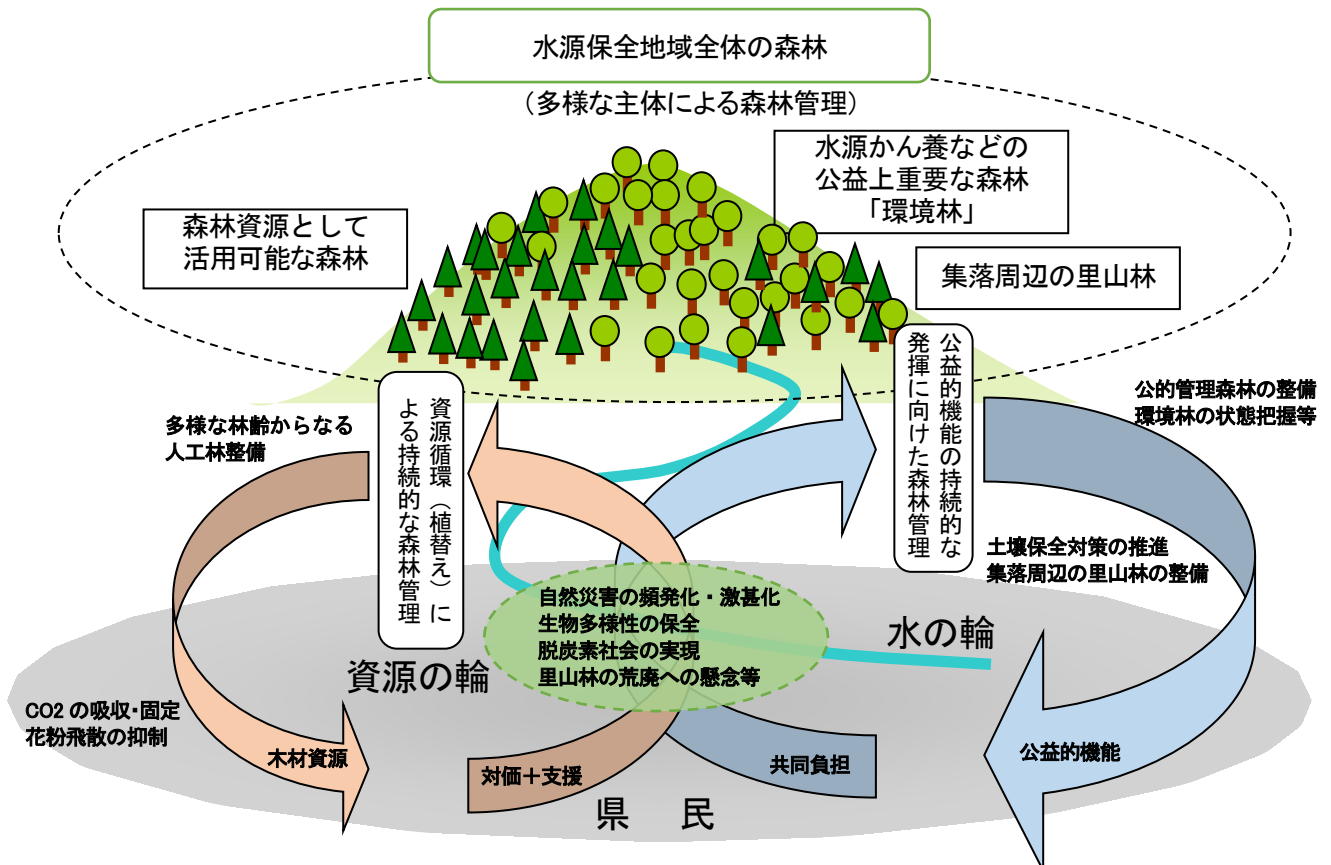 水源保全地域全体の森林
（多様な主体による森林管理）
水源かん養などの
公益上重要な森林
「環境林」
森林資源として
活用可能な森林
集落周辺の里山林
公益的機能の持続的な
発揮に向けた森林管理
資源循環（植替え）に
よる持続的な森林管理
多様な林齢からなる
人工林整備
公的管理森林の整備
環境林の状態把握等
土壌保全対策の推進
集落周辺の里山林の整備
自然災害の頻発化・激甚化
生物多様性の保全
脱炭素社会の実現
里山林の荒廃への懸念等
水の輪
資源の輪
CO2 の吸収・固定
花粉飛散の抑制
木材資源
対価＋支援
共同負担
公益的機能
県　民